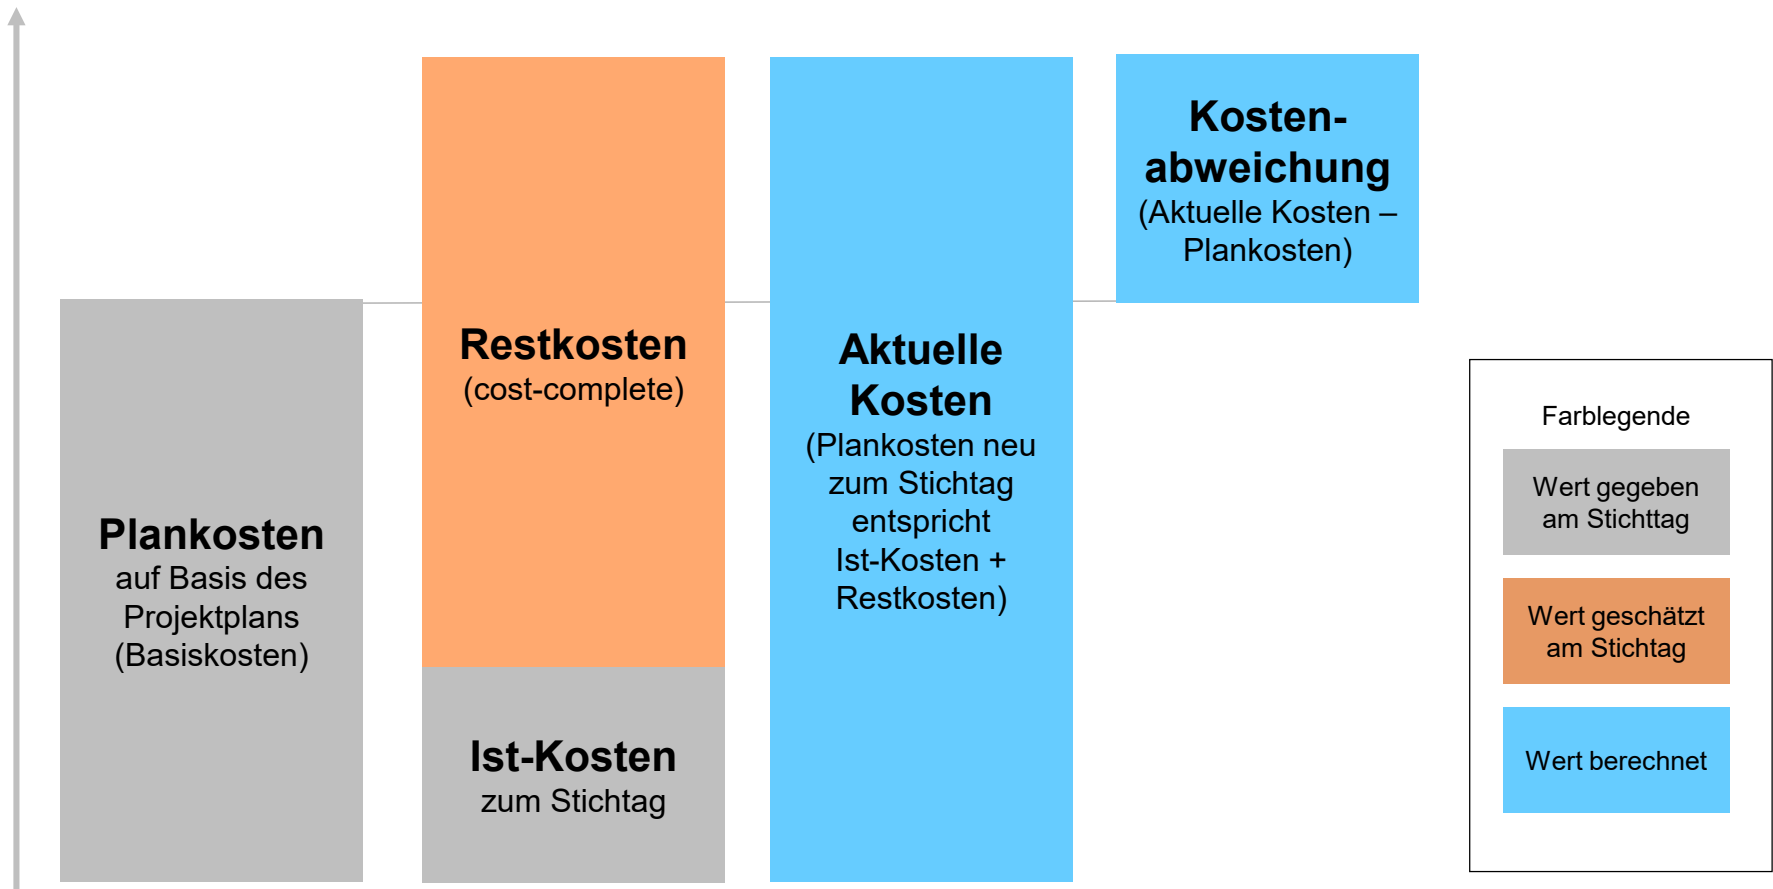 Plankosten
auf Basis des
Projektplans
(Basiskosten)
Restkosten
(cost-complete)
Ist-Kosten
zum Stichtag
Aktuelle
Kosten
(Plankosten neu
zum Stichtag
entspricht
Ist-Kosten +
Restkosten)
Kosten-
abweichung
(Aktuelle Kosten –
Plankosten)
Farblegende
Wert gegeben
am Stichttag
Wert geschätzt
am Stichtag
Wert berechnet